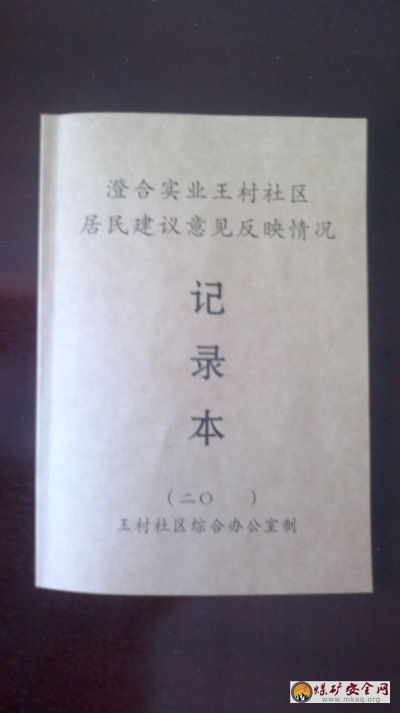 澄合实业王村社区
居民建议意见反映情况
记
录
本
(二〇 )
王村社区综合办公室制
煤矿安全网
www.mkaq.org